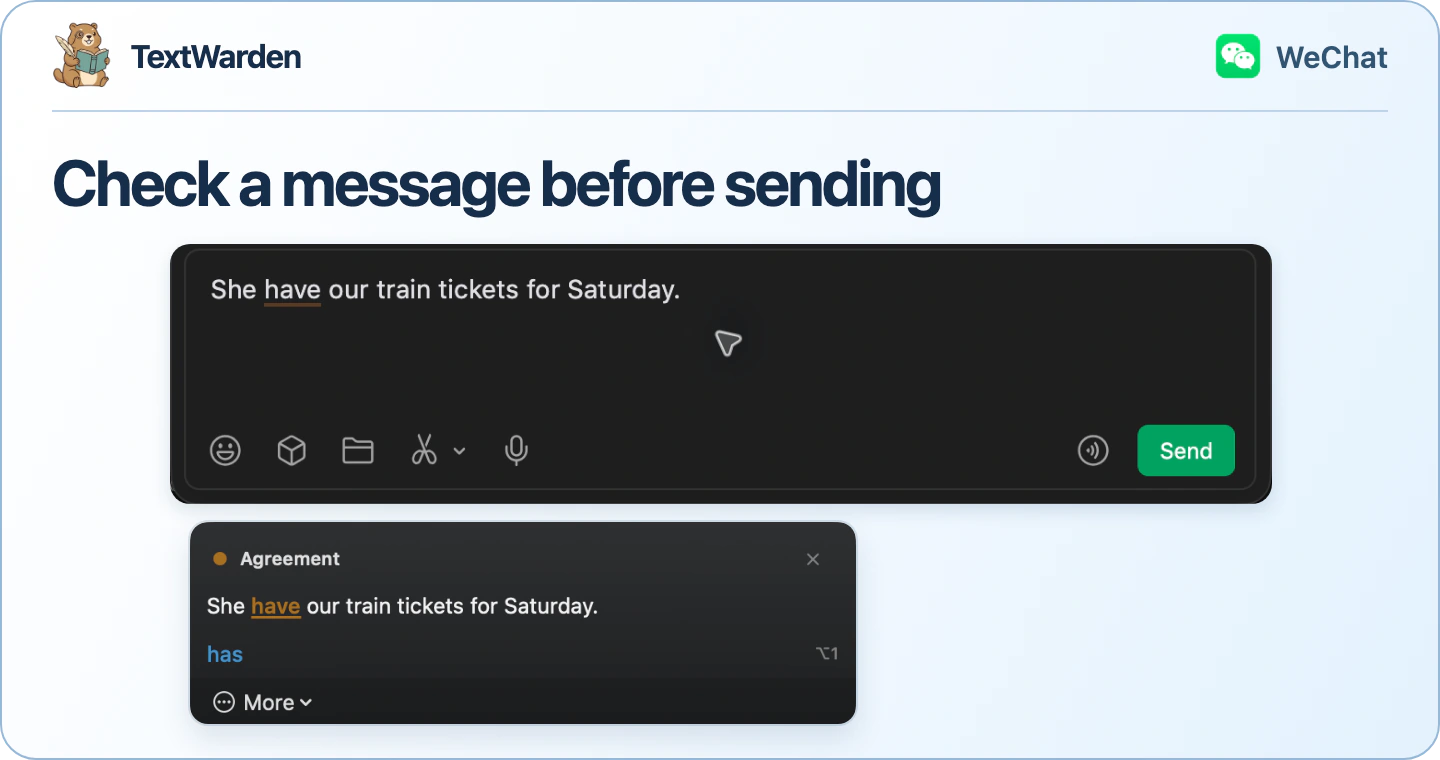 TextWarden
WeChat
Check a message before sending
She have our train tickets for Saturday.
Send
Agreement
She have our train tickets for Saturday.
has
⌥1
More